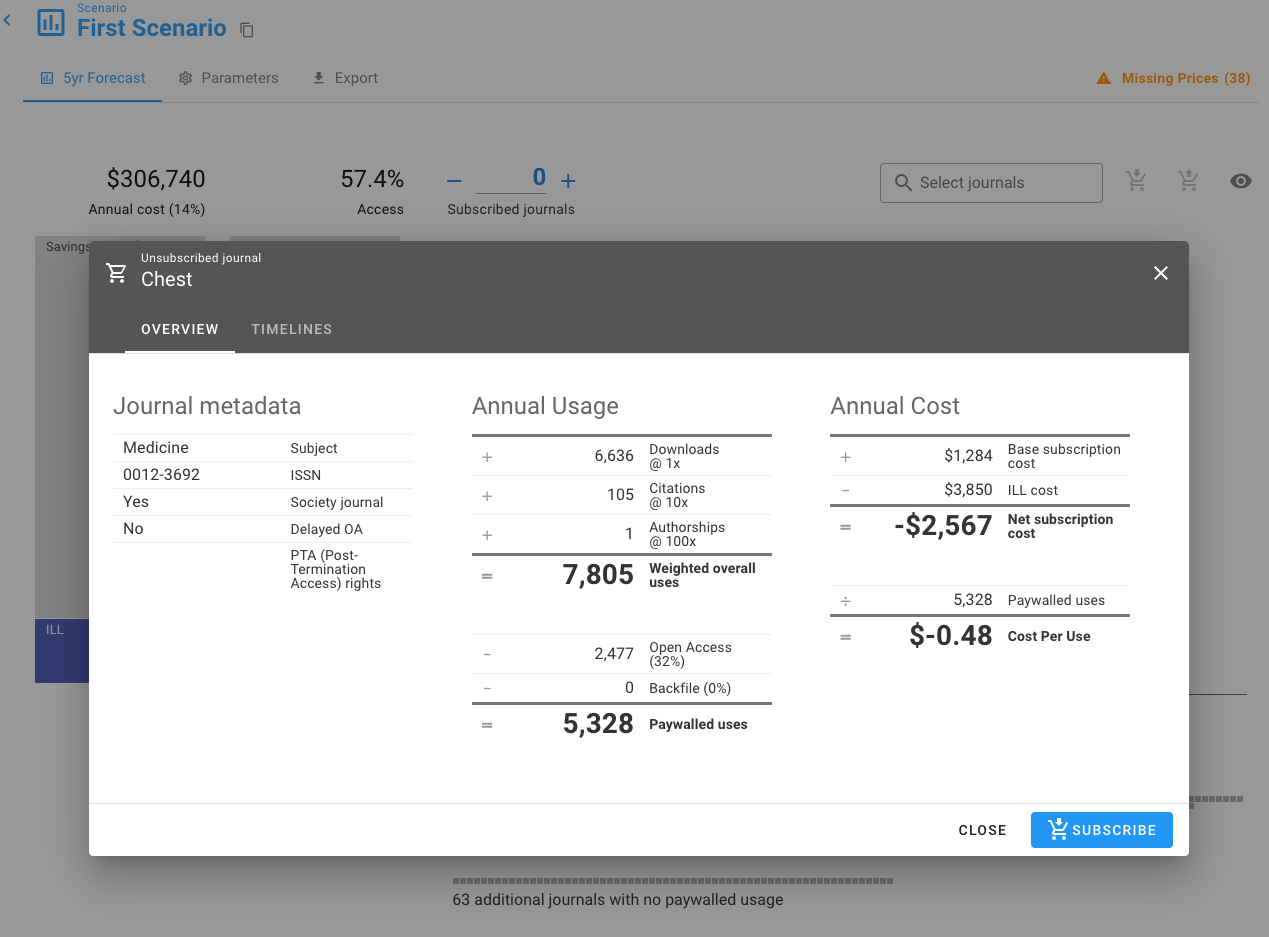 Scenario
First Scenario
5yr Forecast
Parameters
Export
Missing Prices (38)
$306,740
Annual cost (14%)
57.4%
Access
− 0 +
Subscribed journals
Select journals
Savings
Unsubscribed journal
Chest
OVERVIEW
TIMELINES
ILL
Journal metadata
Medicine Subject
0012-3692 ISSN
Yes Society journal
No Delayed OA
PTA (Post-
Termination
Access) rights
Annual Usage
+ 6,636 Downloads
@ 1x
+ 105 Citations
@ 10x
+ 1 Authorships
@ 100x
= 7,805 Weighted overall
uses
− 2,477 Open Access
(32%)
− 0 Backfile (0%)
= 5,328 Paywalled uses
Annual Cost
+ $1,284 Base subscription
cost
− $3,850 ILL cost
= -$2,567 Net subscription
cost
÷ 5,328 Paywalled uses
= $-0.48 Cost Per Use
CLOSE
SUBSCRIBE
63 additional journals with no paywalled usage